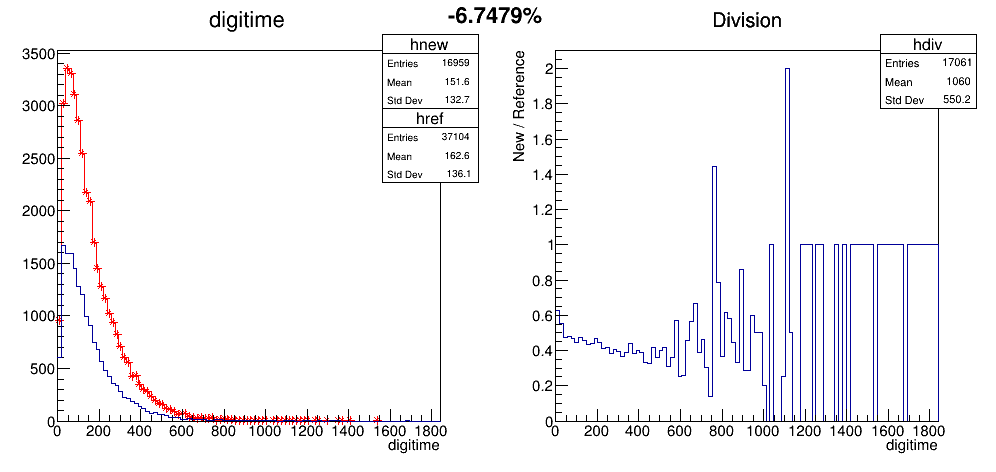 -6.7479%
digitime
hnew
Entries 16959
Mean 151.6
Std Dev 132.7
href
Entries 37104
Mean 162.6
Std Dev 136.1
3500
3000
2500
2000
1500
1000
500
0
0 200 400 600 800 1000 1200 1400 1600 1800
digitime
Division
hdiv
Entries 17061
Mean 1060
Std Dev 550.2
New / Reference
2
1.8
1.6
1.4
1.2
1
0.8
0.6
0.4
0.2
0
0 200 400 600 800 1000 1200 1400 1600 1800
digitime